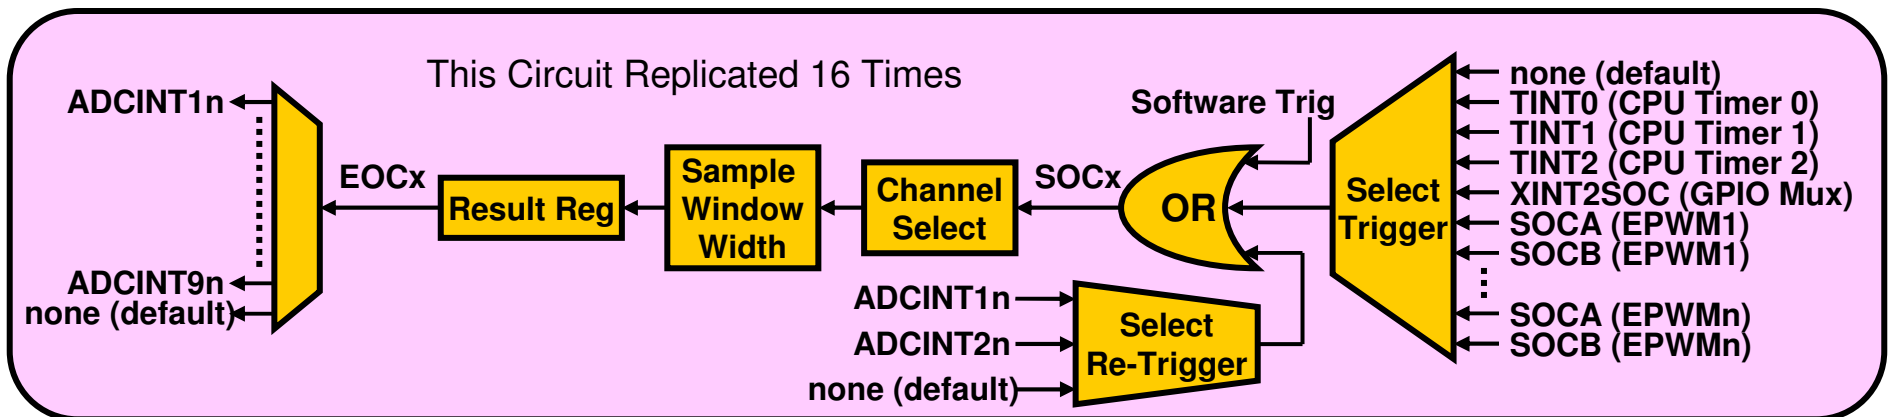 This Circuit Replicated 16 Times
ADCINT1n
ADCINT9n
none (default)
EOCx
Result Reg
Sample
Window
Width
Channel
Select
SOCx
Software Trig
OR
ADCINT1n
ADCINT2n
none (default)
Select
Re-Trigger
Select
Trigger
none (default)
TINT0 (CPU Timer 0)
TINT1 (CPU Timer 1)
TINT2 (CPU Timer 2)
XINT2SOC (GPIO Mux)
SOCA (EPWM1)
SOCB (EPWM1)
SOCA (EPWMn)
SOCB (EPWMn)